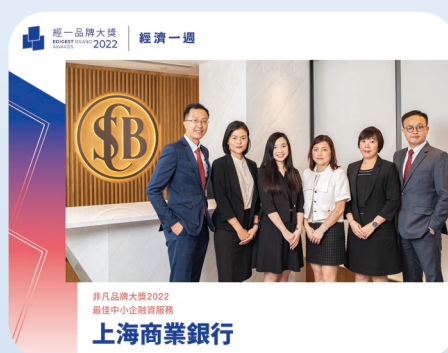 經一品牌大獎
EDIGEST BRAND
AWARDS 2022
經濟一週
SCB
非凡品牌大獎2022
最佳中小企融資服務
上海商業銀行